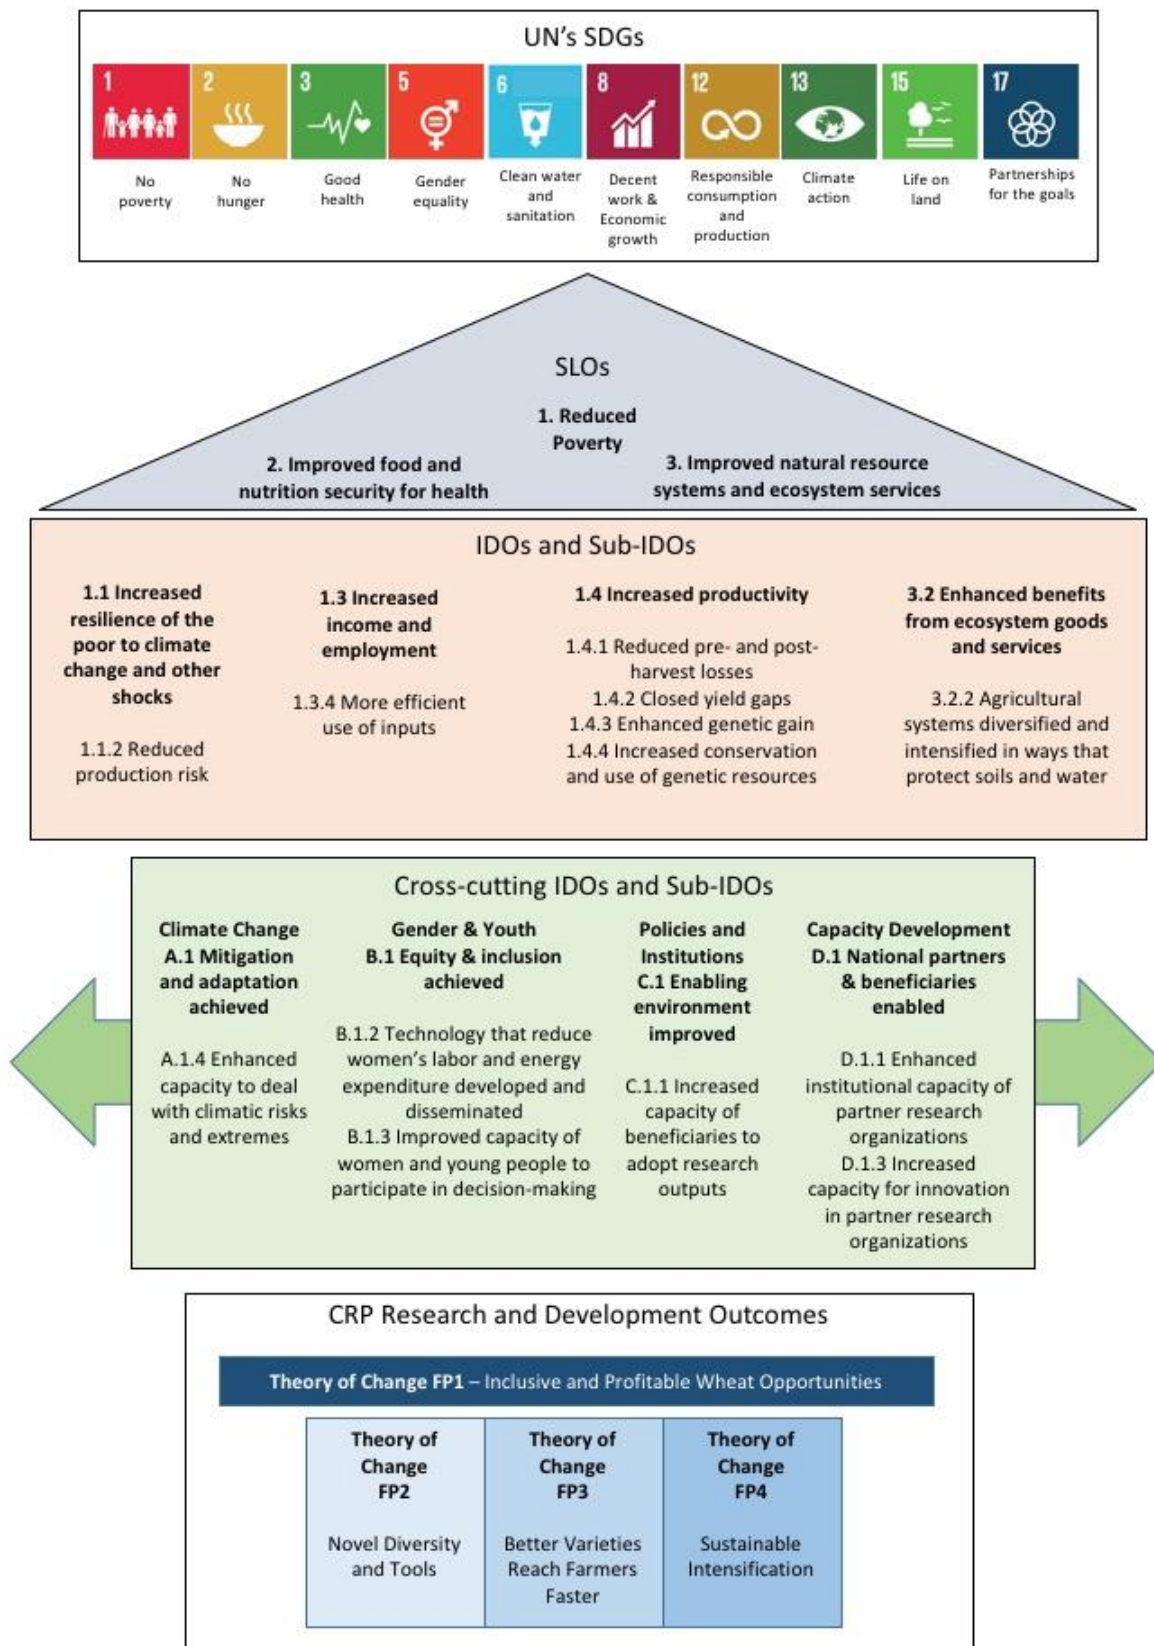 UN's SDGs
1
2
3
5
6
8
12
13
15
17
No
poverty
No
hunger
Good
health
Gender
equality
Clean water
and
sanitation
Decent
work &
Economic
growth
Responsible
consumption
and
production
Climate
action
Life on
land
Partnerships
for the goals
SLOs
1. Reduced
Poverty
2. Improved food and
nutrition security for health
3. Improved natural resource
systems and ecosystem services
IDOs and Sub-IDOs
1.1 Increased
resilience of the
poor to climate
change and other
shocks
1.1.2 Reduced
production risk
1.3 Increased
income and
employment
1.3.4 More efficient
use of inputs
1.4 Increased productivity
1.4.1 Reduced pre- and post-
harvest losses
1.4.2 Closed yield gaps
1.4.3 Enhanced genetic gain
1.4.4 Increased conservation
and use of genetic resources
3.2 Enhanced benefits
from ecosystem goods
and services
3.2.2 Agricultural
systems diversified and
intensified in ways that
protect soils and water
Cross-cutting IDOs and Sub-IDOs
Climate Change
A.1 Mitigation
and adaptation
achieved
A.1.4 Enhanced
capacity to deal
with climatic risks
and extremes
Gender & Youth
B.1 Equity & inclusion
achieved
B.1.2 Technology that reduce
women's labor and energy
expenditure developed and
disseminated
B.1.3 Improved capacity of
women and young people to
participate in decision-making
Policies and
Institutions
C.1 Enabling
environment
improved
C.1.1 Increased
capacity of
beneficiaries to
adopt research
outputs
Capacity Development
D.1 National partners
& beneficiaries
enabled
D.1.1 Enhanced
institutional capacity of
partner research
organizations
D.1.3 Increased
capacity for innovation
in partner research
organizations
CRP Research and Development Outcomes
Theory of Change FP1 – Inclusive and Profitable Wheat Opportunities
Theory of
Change
FP2
Novel Diversity
and Tools
Theory of
Change
FP3
Better Varieties
Reach Farmers
Faster
Theory of
Change
FP4
Sustainable
Intensification